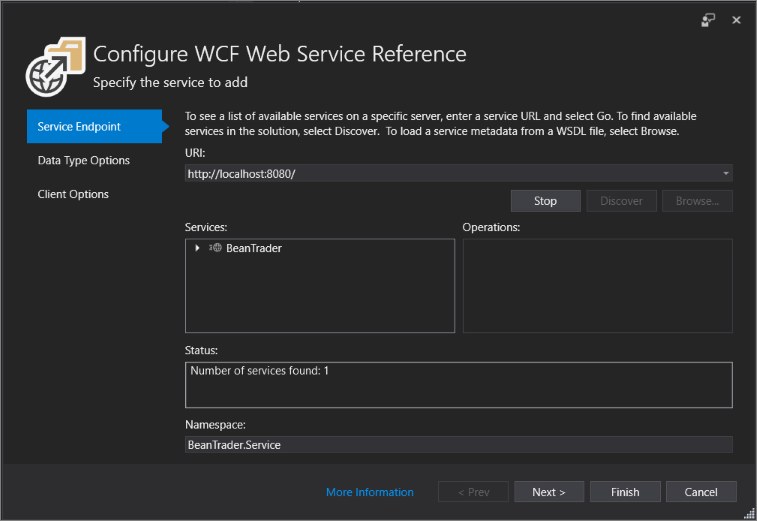 Configure WCF Web Service Reference
Specify the service to add
Service Endpoint
Data Type Options
Client Options
To see a list of available services on a specific server, enter a service URL and select Go. To find available
services in the solution, select Discover.  To load a service metadata from a WSDL file, select Browse.
URI:
http://localhost:8080/
Stop
Discover
Browse...
Services:
Operations:
BeanTrader
Status:
Number of services found: 1
Namespace:
BeanTrader.Service
More Information
< Prev
Next >
Finish
Cancel